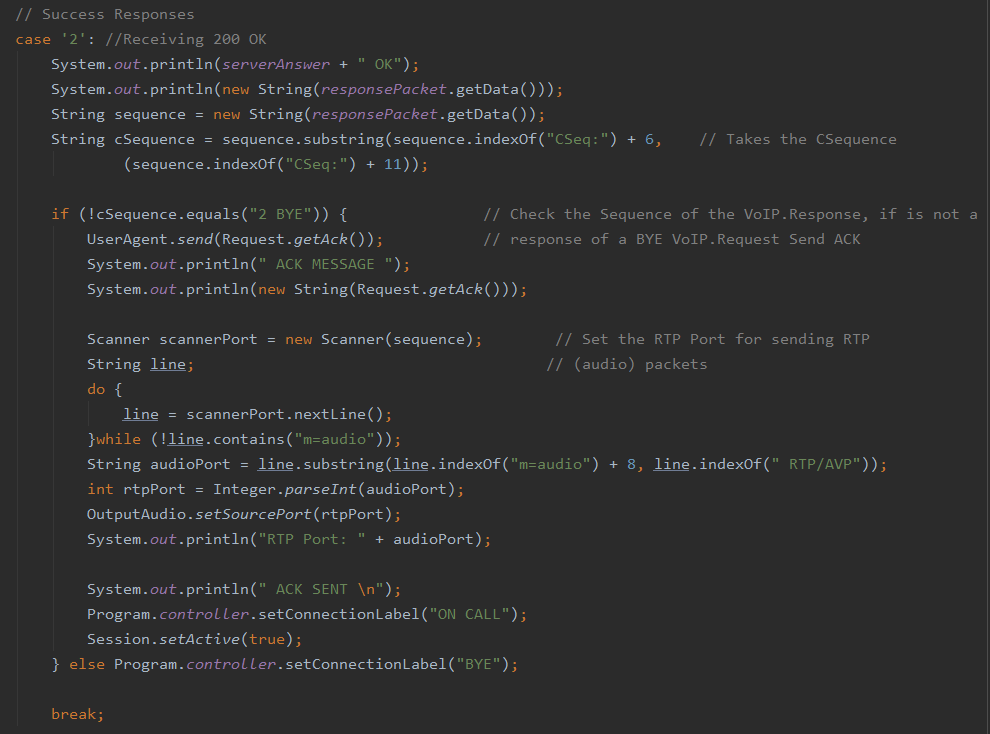 // Success Responses
case '2': //Receiving 200 OK
System.out.println(serverAnswer + " OK");
System.out.println(new String(responsePacket.getData()));
String sequence = new String(responsePacket.getData());
String cSequence = sequence.substring(sequence.indexOf("CSeq:") + 6, // Takes the CSequence
(sequence.indexOf("CSeq:") + 11));
if (!cSequence.equals("2 BYE")) { // Check the Sequence of the VoIP.Response, if is not a
UserAgent.send(Request.getAck()); // response of a BYE VoIP.Request Send ACK
System.out.println(" ACK MESSAGE ");
System.out.println(new String(Request.getAck()));
Scanner scannerPort = new Scanner(sequence); // Set the RTP Port for sending RTP
String line; // (audio) packets
do {
line = scannerPort.nextLine();
}while (!line.contains("m=audio"));
String audioPort = line.substring(line.indexOf("m=audio") + 8, line.indexOf(" RTP/AVP"));
int rtpPort = Integer.parseInt(audioPort);
OutputAudio.setSourcePort(rtpPort);
System.out.println("RTP Port: " + audioPort);
System.out.println(" ACK SENT \n");
Program.controller.setConnectionLabel("ON CALL");
Session.setActive(true);
} else Program.controller.setConnectionLabel("BYE");
break;